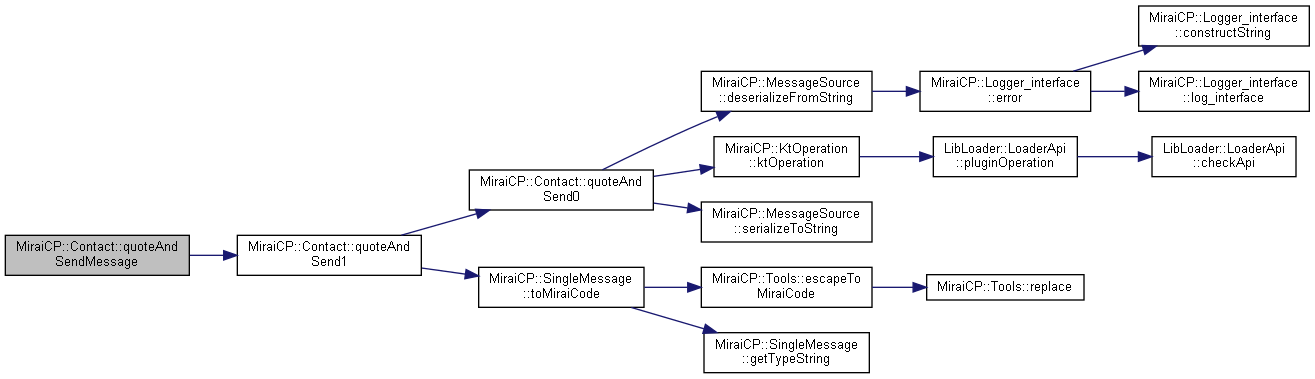 MiraiCP::Contact::quoteAnd
SendMessage
MiraiCP::Contact::quoteAnd
Send1
MiraiCP::Contact::quoteAnd
Send0
MiraiCP::MessageSource
::deserializeFromString
MiraiCP::Logger_interface
::error
MiraiCP::Logger_interface
::constructString
MiraiCP::Logger_interface
::log_interface
MiraiCP::KtOperation
::ktOperation
LibLoader::LoaderApi
::pluginOperation
LibLoader::LoaderApi
::checkApi
MiraiCP::MessageSource
::serializeToString
MiraiCP::SingleMessage
::toMiraiCode
MiraiCP::Tools::escapeTo
MiraiCode
MiraiCP::Tools::replace
MiraiCP::SingleMessage
::getTypeString